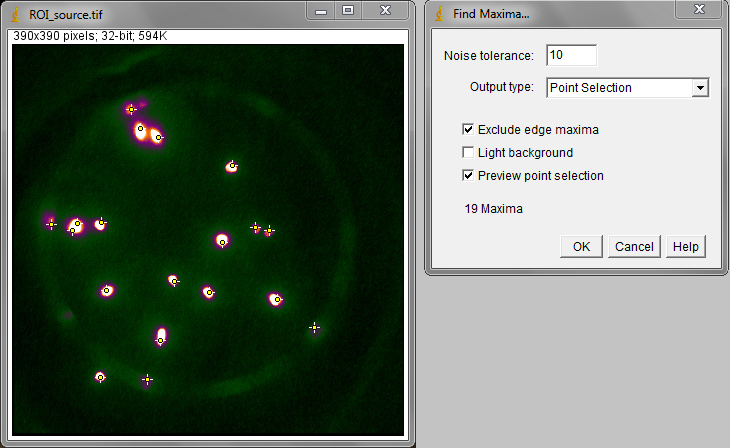 ROI_source.tif
390x390 pixels; 32-bit; 594K
Find Maxima...
Noise tolerance: 10
Output type: Point Selection
Exclude edge maxima
Light background
Preview point selection
19 Maxima
OK Cancel Help